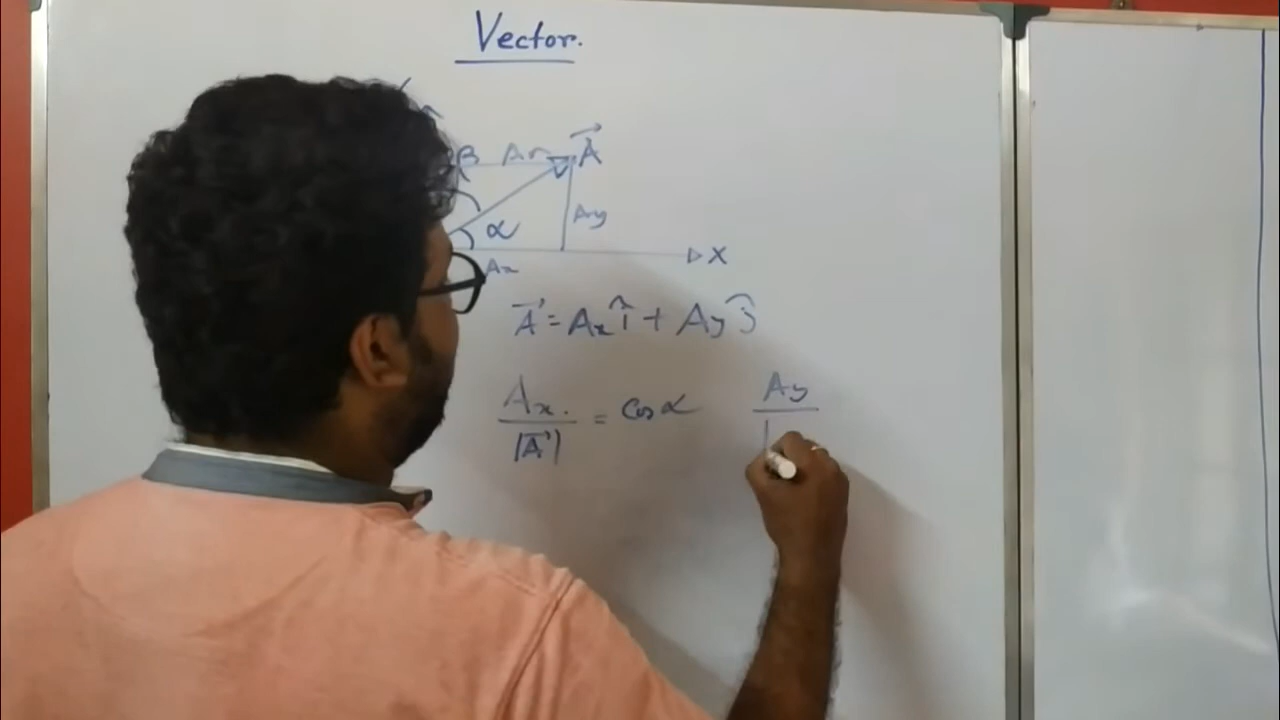 Vector.
β Ax A⃗
α Ay
X
Ax
A⃗ = Ax î + Ay ĵ
Ax. / |A⃗| = cos α Ay / |